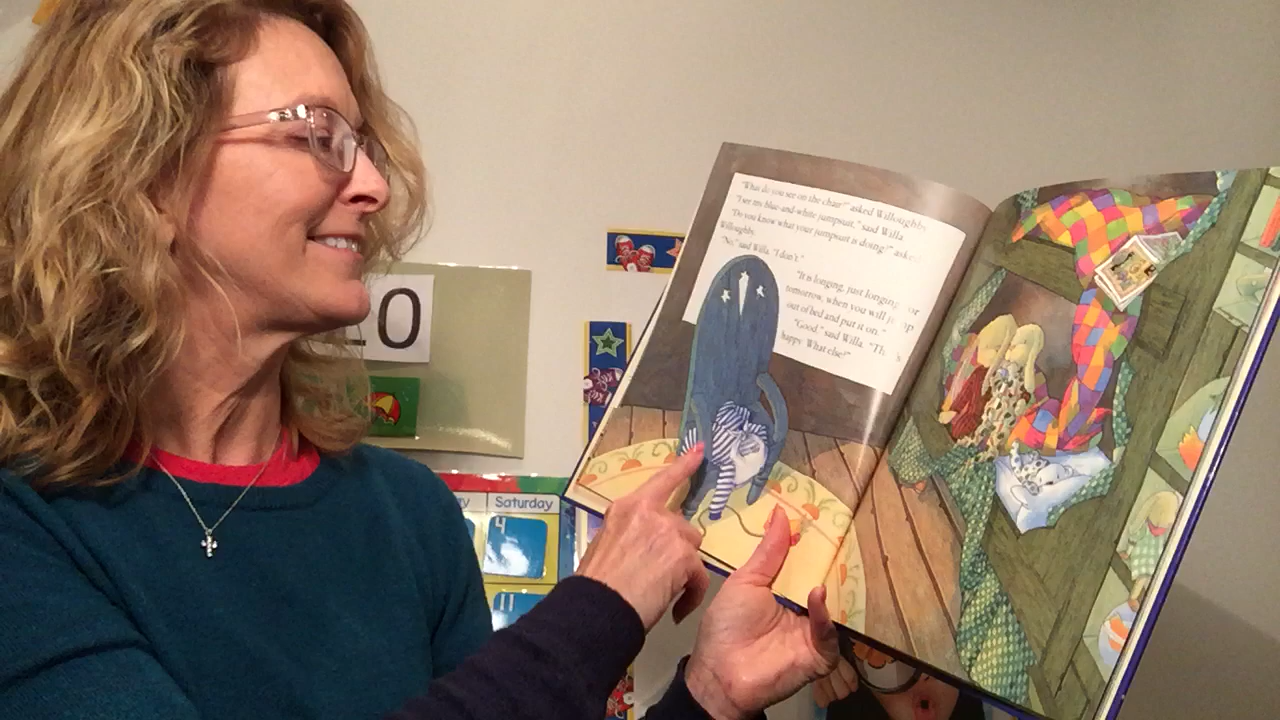 "What do you see on the chair?" asked Willoughby.
"I see my blue-and-white jumpsuit," said Willa.
"Do you know what your jumpsuit is doing?" asked
Willoughby.
"No," said Willa. "I don't."
"It is longing, just longing for
tomorrow, when you will jump
out of bed and put it on."
"Good," said Willa. "
happy. What else?"
0
Saturday
4
11